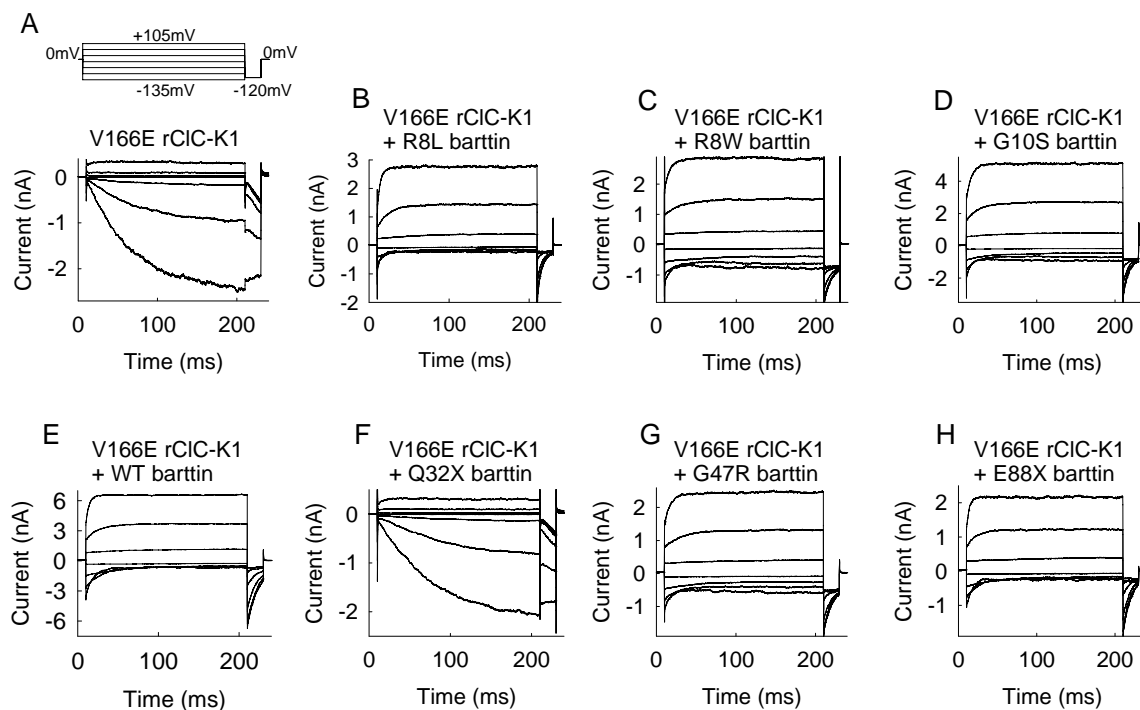 A
+105mV
0mV
0mV
-135mV
-120mV
V166E rClC-K1
Current (nA)
0
-1
-2
0
100
200
Time (ms)
B
V166E rClC-K1
+ R8L barttin
Current (nA)
3
2
1
0
-1
-2
0
100
200
Time (ms)
C
V166E rClC-K1
+ R8W barttin
Current (nA)
2
1
0
-1
0
100
200
Time (ms)
D
V166E rClC-K1
+ G10S barttin
Current (nA)
4
2
0
-2
0
100
200
Time (ms)
E
V166E rClC-K1
+ WT barttin
Current (nA)
6
3
0
-3
-6
0
100
200
Time (ms)
F
V166E rClC-K1
+ Q32X barttin
Current (nA)
0
-1
-2
0
100
200
Time (ms)
G
V166E rClC-K1
+ G47R barttin
Current (nA)
2
1
0
-1
0
100
200
Time (ms)
H
V166E rClC-K1
+ E88X barttin
Current (nA)
2
1
0
-1
0
100
200
Time (ms)